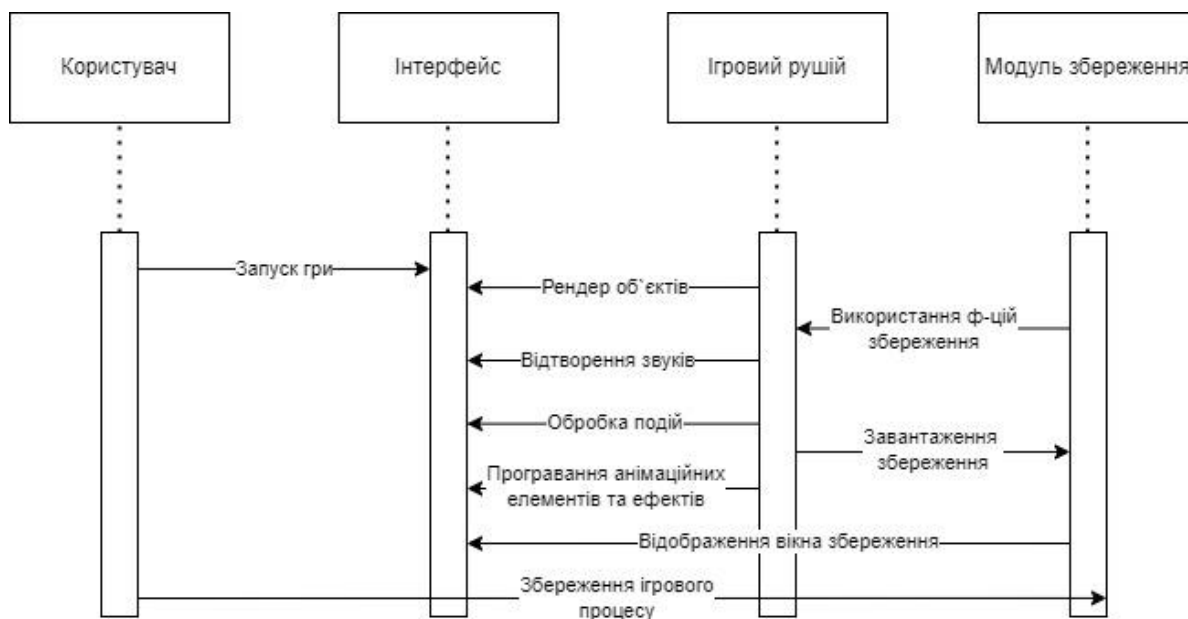 Користувач
Інтерфейс
Ігровий рушій
Модуль збереження
Запуск гри
Рендер об`єктів
Використання ф-цій
збереження
Відтворення звуків
Обробка подій
Завантаження
збереження
Програвання анімаційних
елементів та ефектів
Відображення вікна збереження
Збереження ігрового
процесу